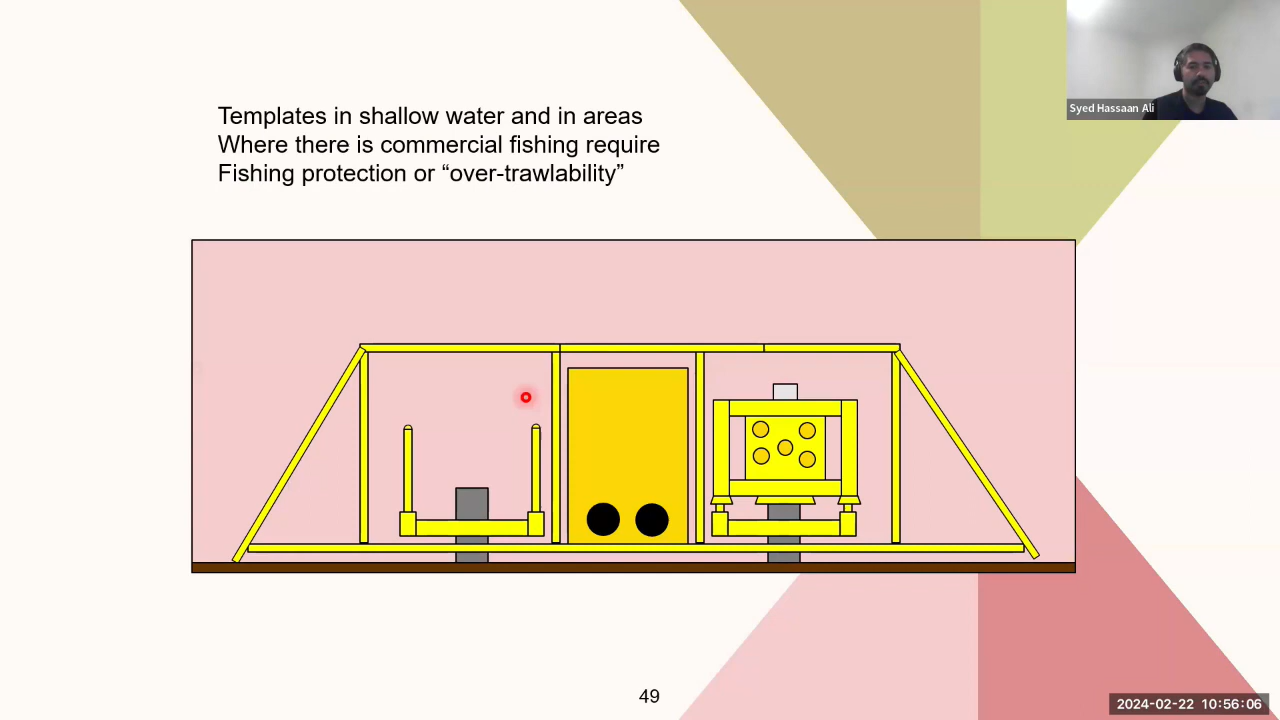 Templates in shallow water and in areas
Where there is commercial fishing require
Fishing protection or “over-trawlability”
Syed Hassaan Ali
49
2024-02-22 10:56:06